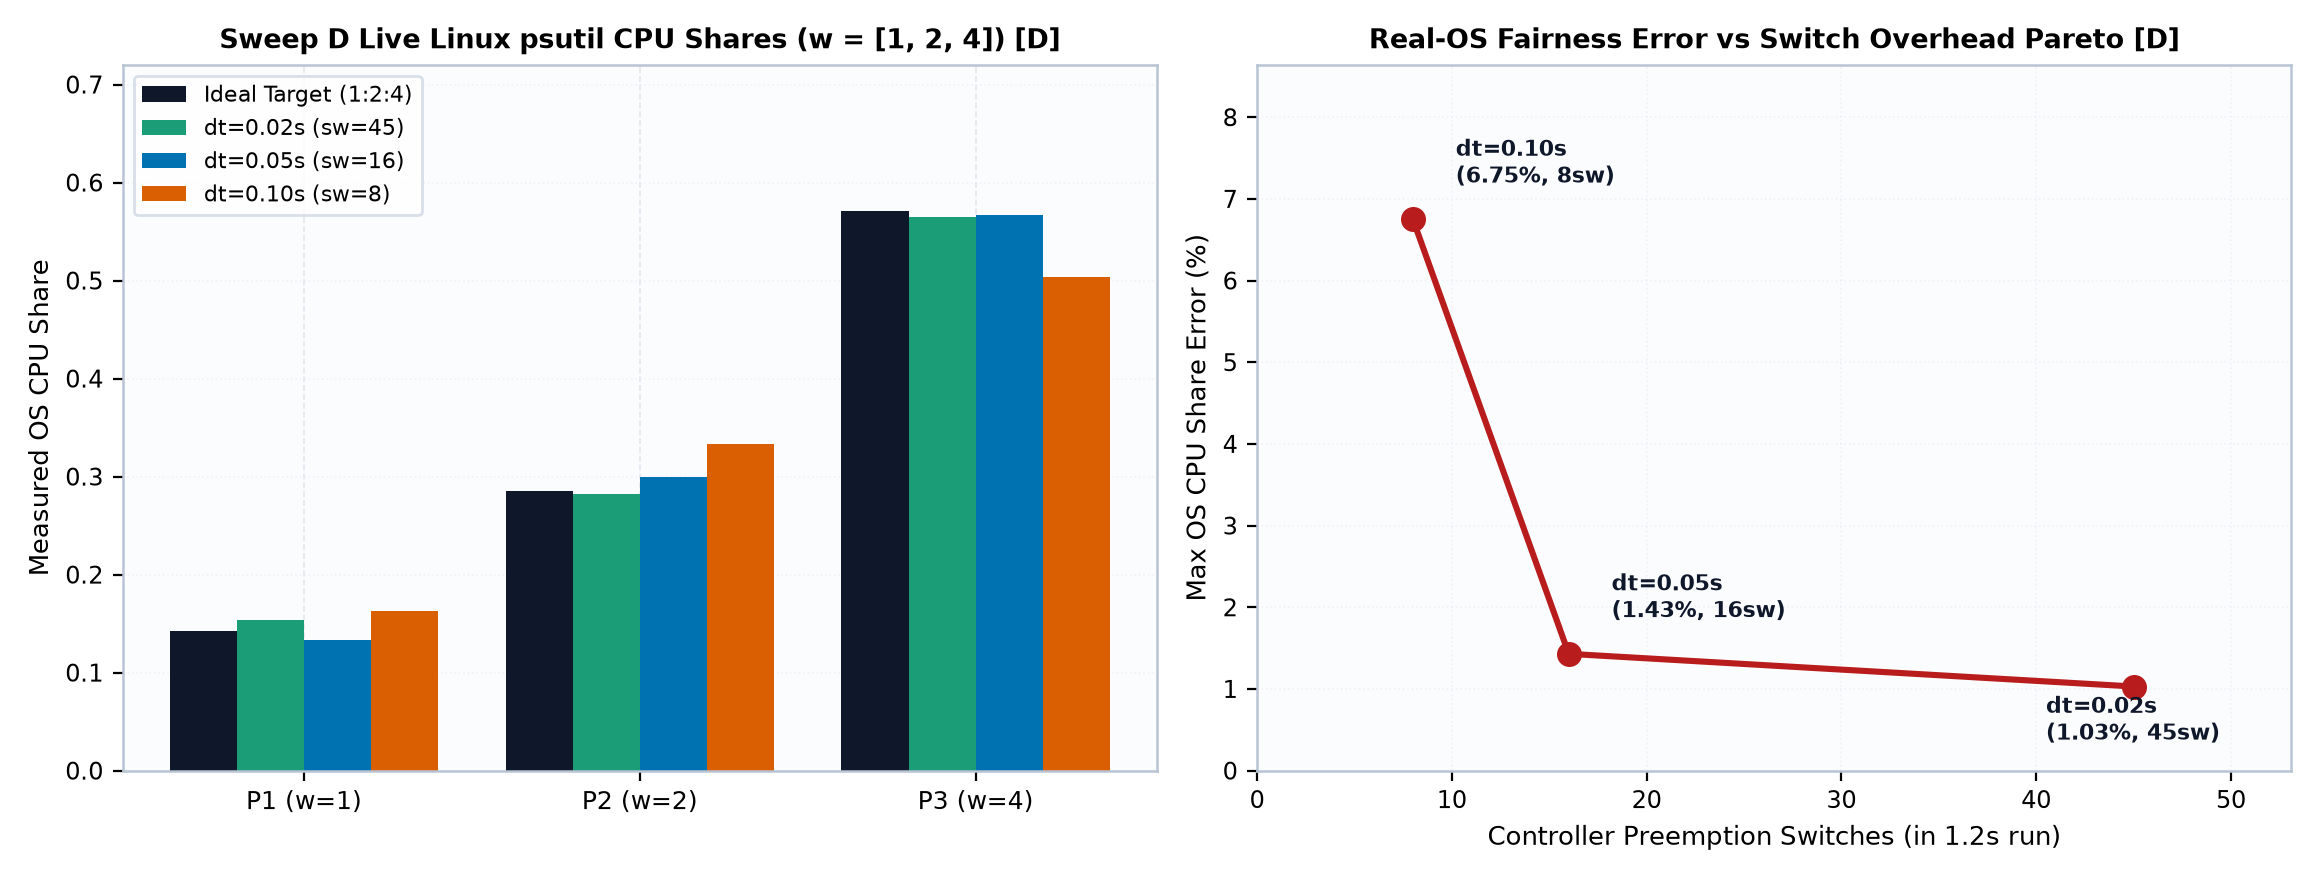 Sweep D Live Linux psutil CPU Shares (w = [1, 2, 4]) [D]
Measured OS CPU Share
0.7
0.6
0.5
0.4
0.3
0.2
0.1
0.0
Ideal Target (1:2:4)
dt=0.02s (sw=45)
dt=0.05s (sw=16)
dt=0.10s (sw=8)
P1 (w=1)
P2 (w=2)
P3 (w=4)
Real-OS Fairness Error vs Switch Overhead Pareto [D]
Max OS CPU Share Error (%)
8
7
6
5
4
3
2
1
0
dt=0.10s
(6.75%, 8sw)
dt=0.05s
(1.43%, 16sw)
dt=0.02s
(1.03%, 45sw)
0
10
20
30
40
50
Controller Preemption Switches (in 1.2s run)